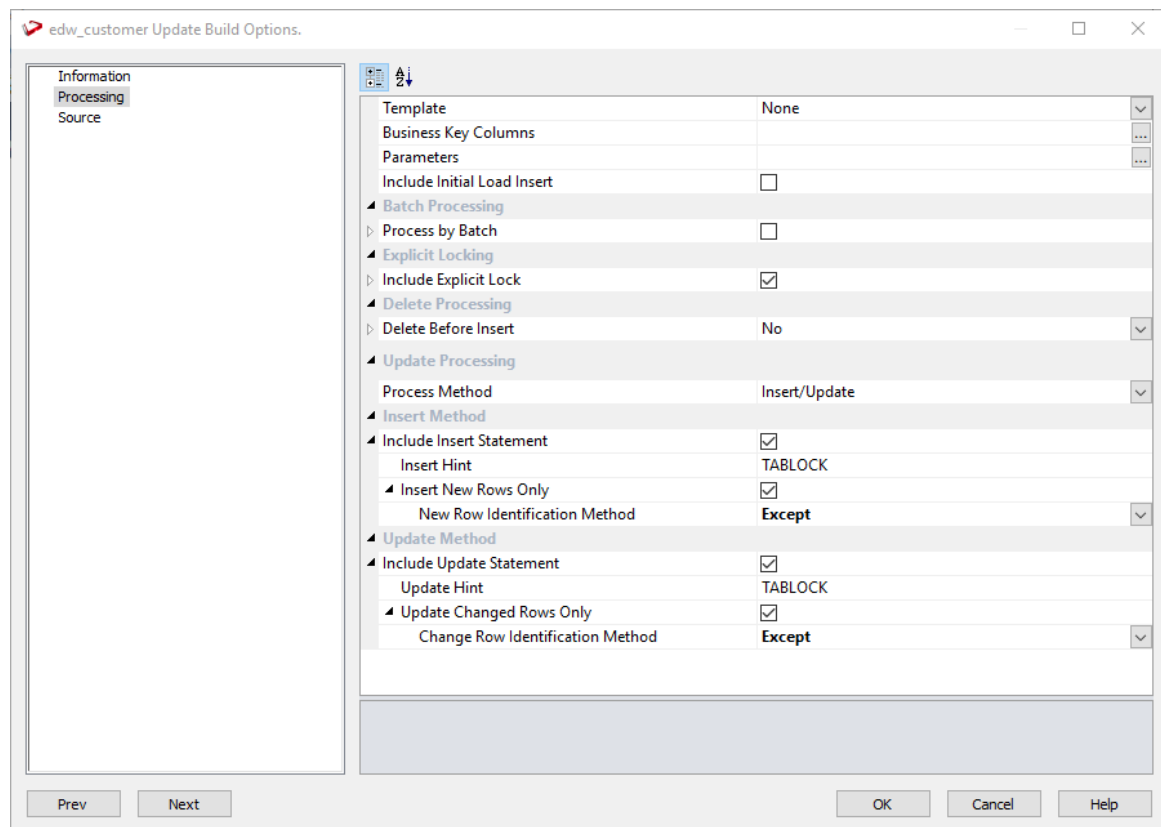 edw_customer Update Build Options.
Information
Processing
Source
Template None
Business Key Columns ...
Parameters ...
Include Initial Load Insert
Batch Processing
Process by Batch
Explicit Locking
Include Explicit Lock
Delete Processing
Delete Before Insert No
Update Processing
Process Method Insert/Update
Insert Method
Include Insert Statement
Insert Hint TABLOCK
Insert New Rows Only
New Row Identification Method Except
Update Method
Include Update Statement
Update Hint TABLOCK
Update Changed Rows Only
Change Row Identification Method Except
Prev Next OK Cancel Help